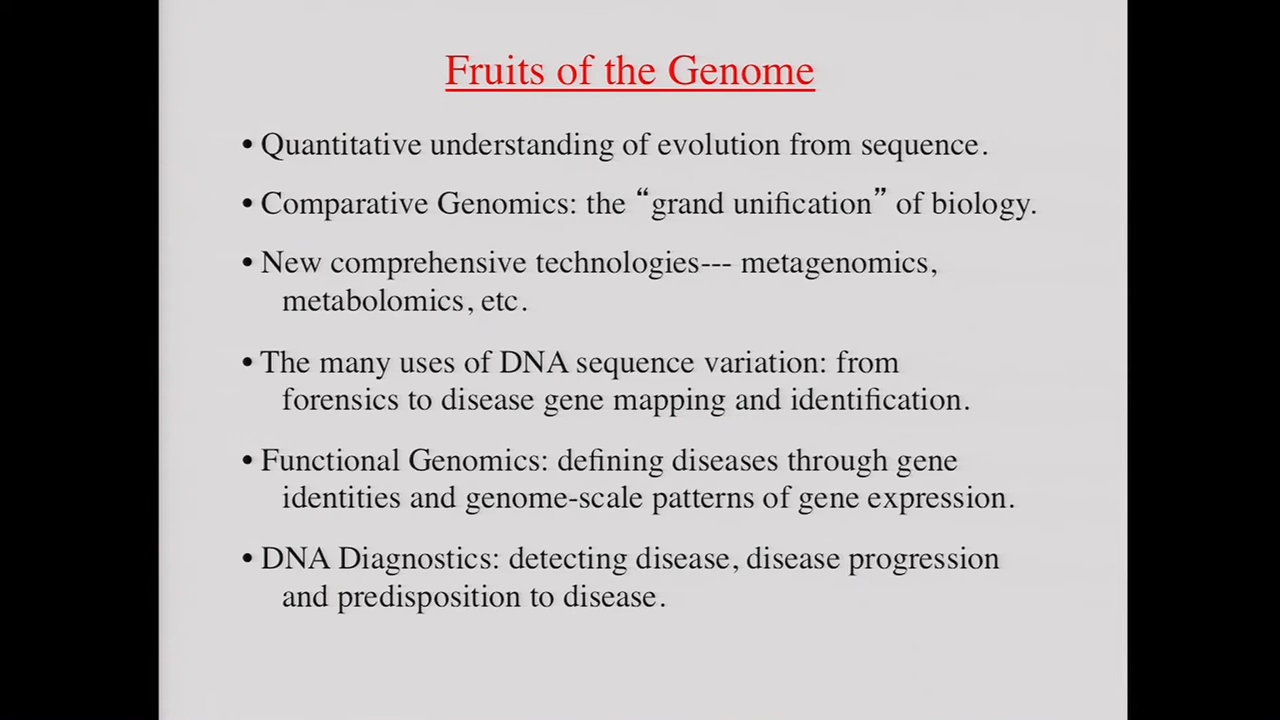 Fruits of the Genome
• Quantitative understanding of evolution from sequence.
• Comparative Genomics: the “grand unification” of biology.
• New comprehensive technologies--- metagenomics,
metabolomics, etc.
• The many uses of DNA sequence variation: from
forensics to disease gene mapping and identification.
• Functional Genomics: defining diseases through gene
identities and genome-scale patterns of gene expression.
• DNA Diagnostics: detecting disease, disease progression
and predisposition to disease.